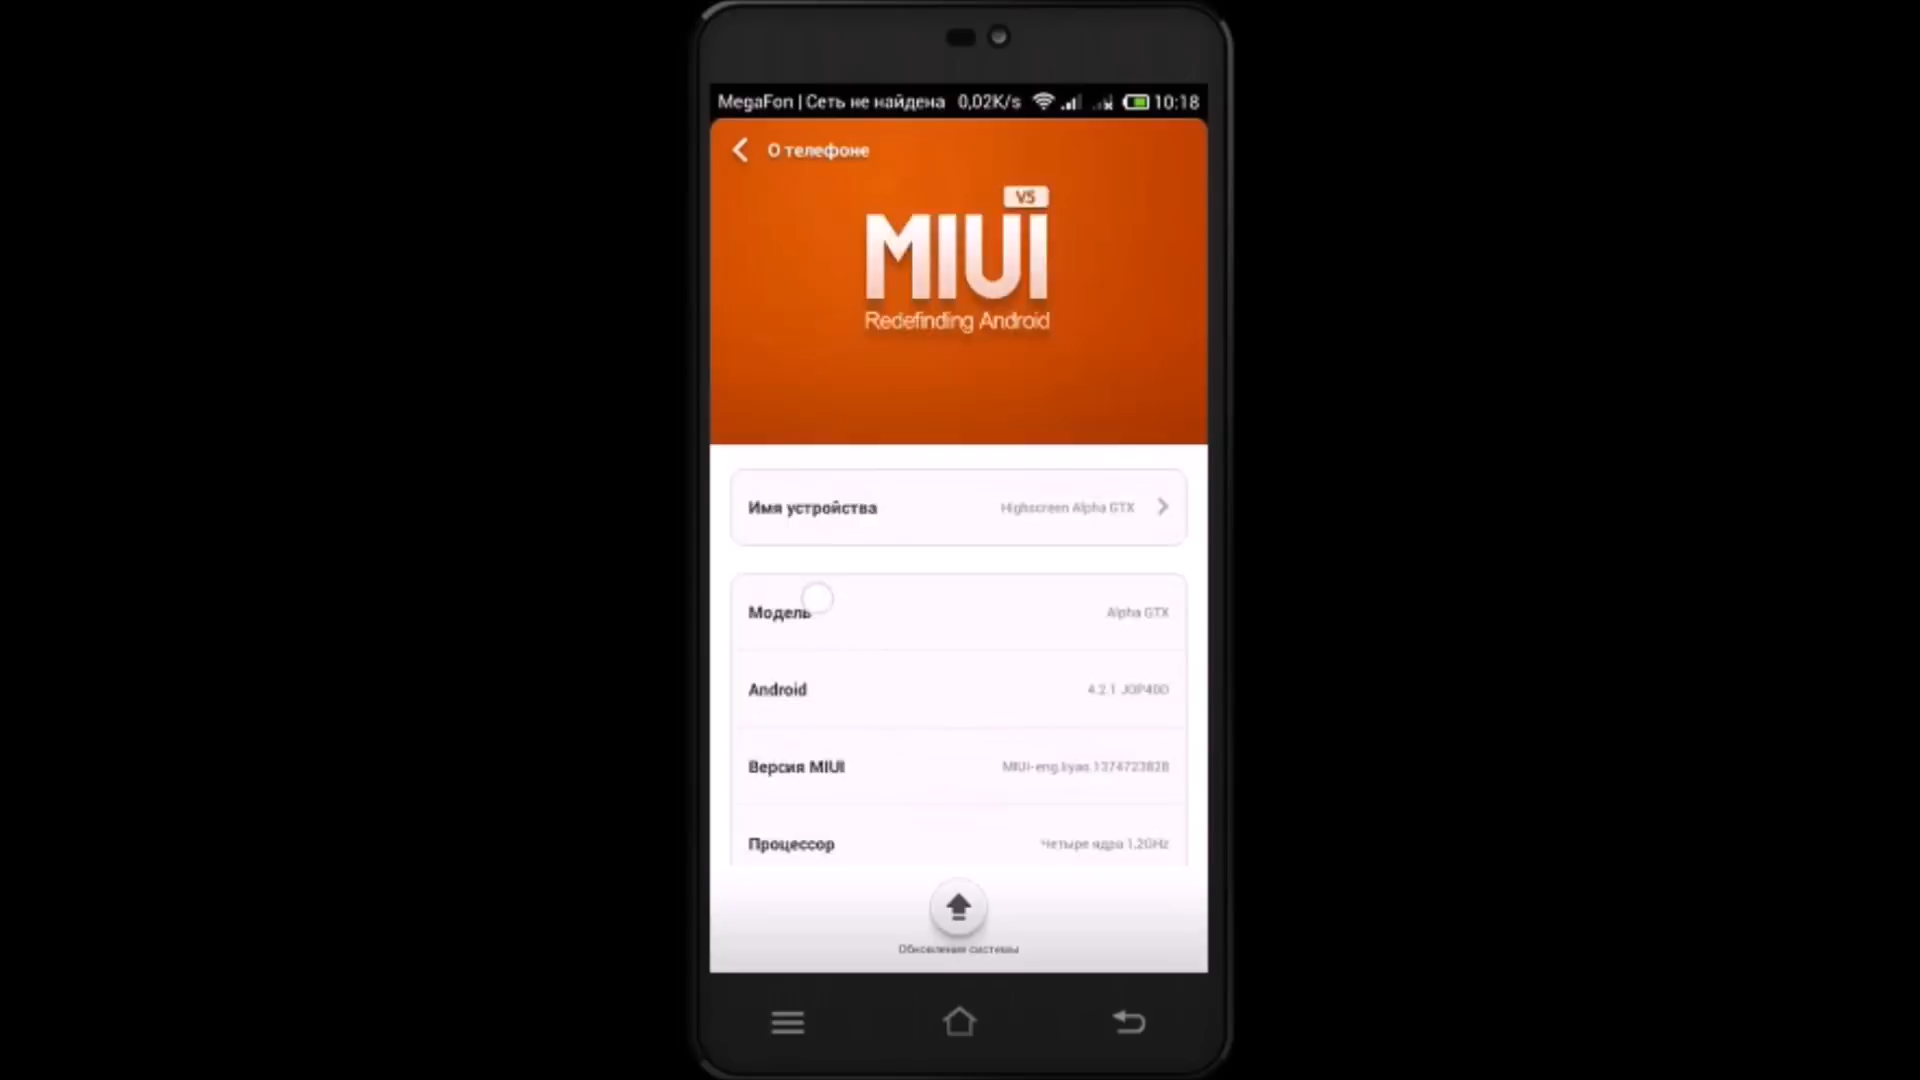 MegaFon | Сеть не найдена 0,02K/s 10:18
О телефоне
V5
MIUI
Redefinding Android
Имя устройства Highscreen Alpha GTX
Модель Alpha GTX
Android 4.2.1 JOP40D
Версия MIUI MIUI-eng.liyao.1374723828
Процессор Четыре ядра 1.2GHz
Обновление системы